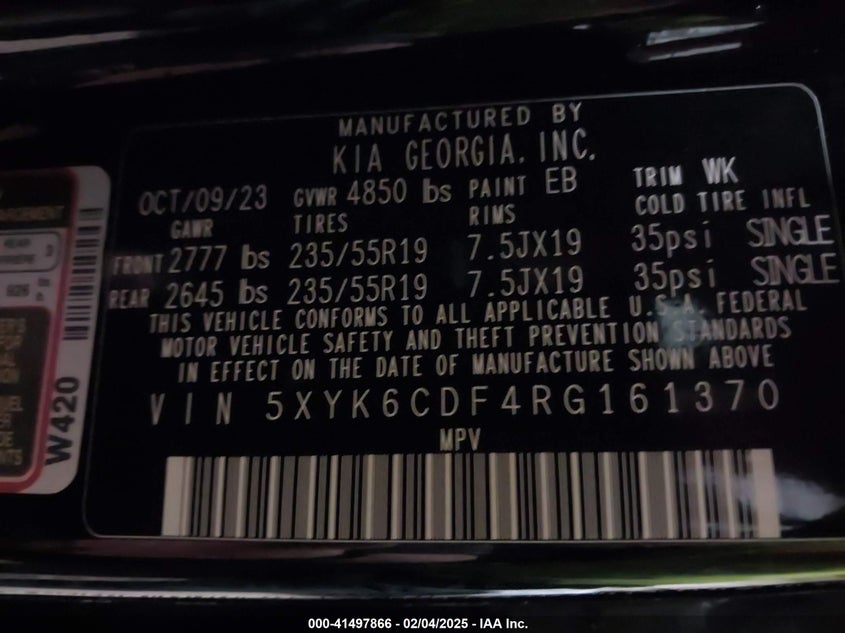 MANUFACTURED BY
KIA GEORGIA, INC.
OCT/09/23 GVWR 4850 lbs PAINT EB TRIM WK
GAWR TIRES RIMS COLD TIRE INFL
FRONT 2777 lbs 235/55R19 7.5JX19 35psi SINGLE
REAR 2645 lbs 235/55R19 7.5JX19 35psi SINGLE
THIS VEHICLE CONFORMS TO ALL APPLICABLE U.S.A. FEDERAL
MOTOR VEHICLE SAFETY AND THEFT PREVENTION STANDARDS
IN EFFECT ON THE DATE OF MANUFACTURE SHOWN ABOVE
VIN 5XYK6CDF4RG161370
MPV
W420
000-41497866 - 02/04/2025 - IAA Inc.